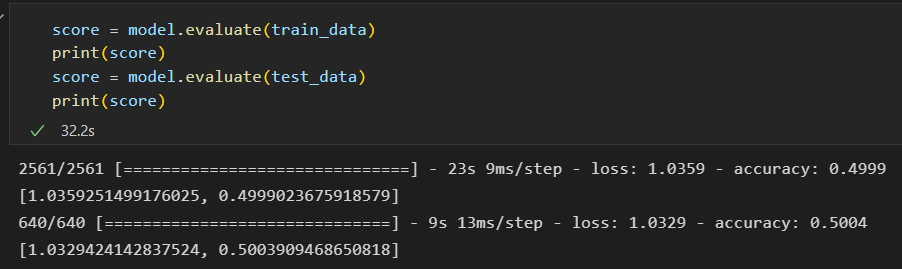 score = model.evaluate(train_data)
print(score)
score = model.evaluate(test_data)
print(score)
32.2s
2561/2561 [==============================] - 23s 9ms/step - loss: 1.0359 - accuracy: 0.4999
[1.0359251499176025, 0.4999023675918579]
640/640 [==============================] - 9s 13ms/step - loss: 1.0329 - accuracy: 0.5004
[1.0329424142837524, 0.5003909468650818]